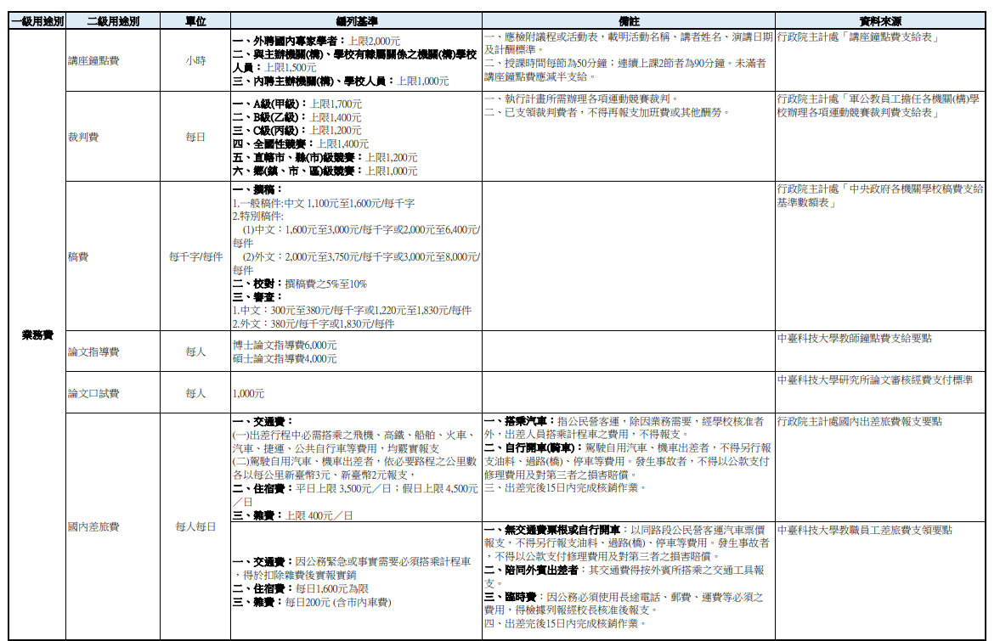 一級用途別 二級用途別 單位 編列基準 備註 資料來源
業務費
講座鐘點費
小時
一、外聘國內專家學者：上限2,000元
二、與主辦機關(構)、學校有隸屬關係之機關(構)學校
人員：上限1,500元
三、內聘主辦機關(構)、學校人員：上限1,000元
一、應檢附議程或活動表，載明活動名稱、講者姓名、演講日期
及計酬標準。
二、授課時間每節為50分鐘；連續上課2節者為90分鐘。未滿者
講座鐘點費應減半支給。
行政院主計處「講座鐘點費支給表」
裁判費
每日
一、A級(甲級)：上限1,700元
二、B級(乙級)：上限1,400元
三、C級(丙級)：上限1,200元
四、全國性競賽：上限1,400元
五、直轄市、縣(市)級競賽：上限1,200元
六、鄉(鎮、市、區)級競賽：上限1,000元
一、執行計畫所需辦理各項運動競賽裁判。
二、已支領裁判費者，不得再報支加班費或其他酬勞。
行政院主計處「軍公教員工擔任各機關(構)學
校辦理各項運動競賽裁判費支給表」
稿費
每千字/每件
一、撰稿：
1.一般稿件:中文 1,100元至1,600元/每千字
2.特別稿件:
(1)中文：1,600元至3,000元/每千字或2,000元至6,400元/
每件
(2)外文：2,000元至3,750元/每千字或3,000元至8,000元/
每件
二、校對：撰稿費之5%至10%
三、審查：
1.中文：300元至380元/每千字或1,220元至1,830元/每件
2.外文：380元/每千字或1,830元/每件
行政院主計處「中央政府各機關學校稿費支給
基準數額表」
論文指導費
每人
博士論文指導費6,000元
碩士論文指導費4,000元
中臺科技大學教師鐘點費支給要點
論文口試費
每人
1,000元
中臺科技大學研究所論文審核經費支付標準
國內差旅費
每人每日
一、交通費：
(一)出差行程中必需搭乘之飛機、高鐵、船舶、火車、
汽車、捷運、公共自行車等費用，均覈實報支
(二)駕駛自用汽車、機車出差者，依必要路程之公里數
各以每公里新臺幣3元、新臺幣2元報支，
二、住宿費：平日上限 3,500元／日；假日上限 4,500元
／日
三、雜費：上限 400元／日
一、搭乘汽車：指公民營客運，除因業務需要，經學校核准者
外，出差人員搭乘計程車之費用，不得報支。
二、自行開車(騎車)：駕駛自用汽車、機車出差者，不得另行報
支油料、過路(橋)、停車等費用。發生事故者，不得以公款支付
修理費用及對第三者之損害賠償。
三、出差完後15日內完成核銷作業。
行政院主計處國內出差旅費報支要點
一、交通費：因公務緊急或事實需要必須搭乘計程車
，得於扣除雜費後實報實銷
二、住宿費：每日1,600元為限
三、雜費：每日200元 (含市內車費)
一、無交通費票根或自行開車：以同路段公民營客運汽車票價
報支，不得另行報支油料、過路(橋)、停車等費用。發生事故者
，不得以公款支付修理費用及對第三者之損害賠償。
二、陪同外賓出差者：其交通費得按外賓所搭乘之交通工具報
支。
三、臨時費：因公務必須使用長途電話、郵費、運費等必須之
費用，得檢據列報經校長核准後報支。
四、出差完後15日內完成核銷作業。
中臺科技大學教職員工差旅費支領要點